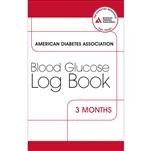 AMERICAN DIABETES ASSOCIATION
Blood Glucose
Log Book
3 MONTHS